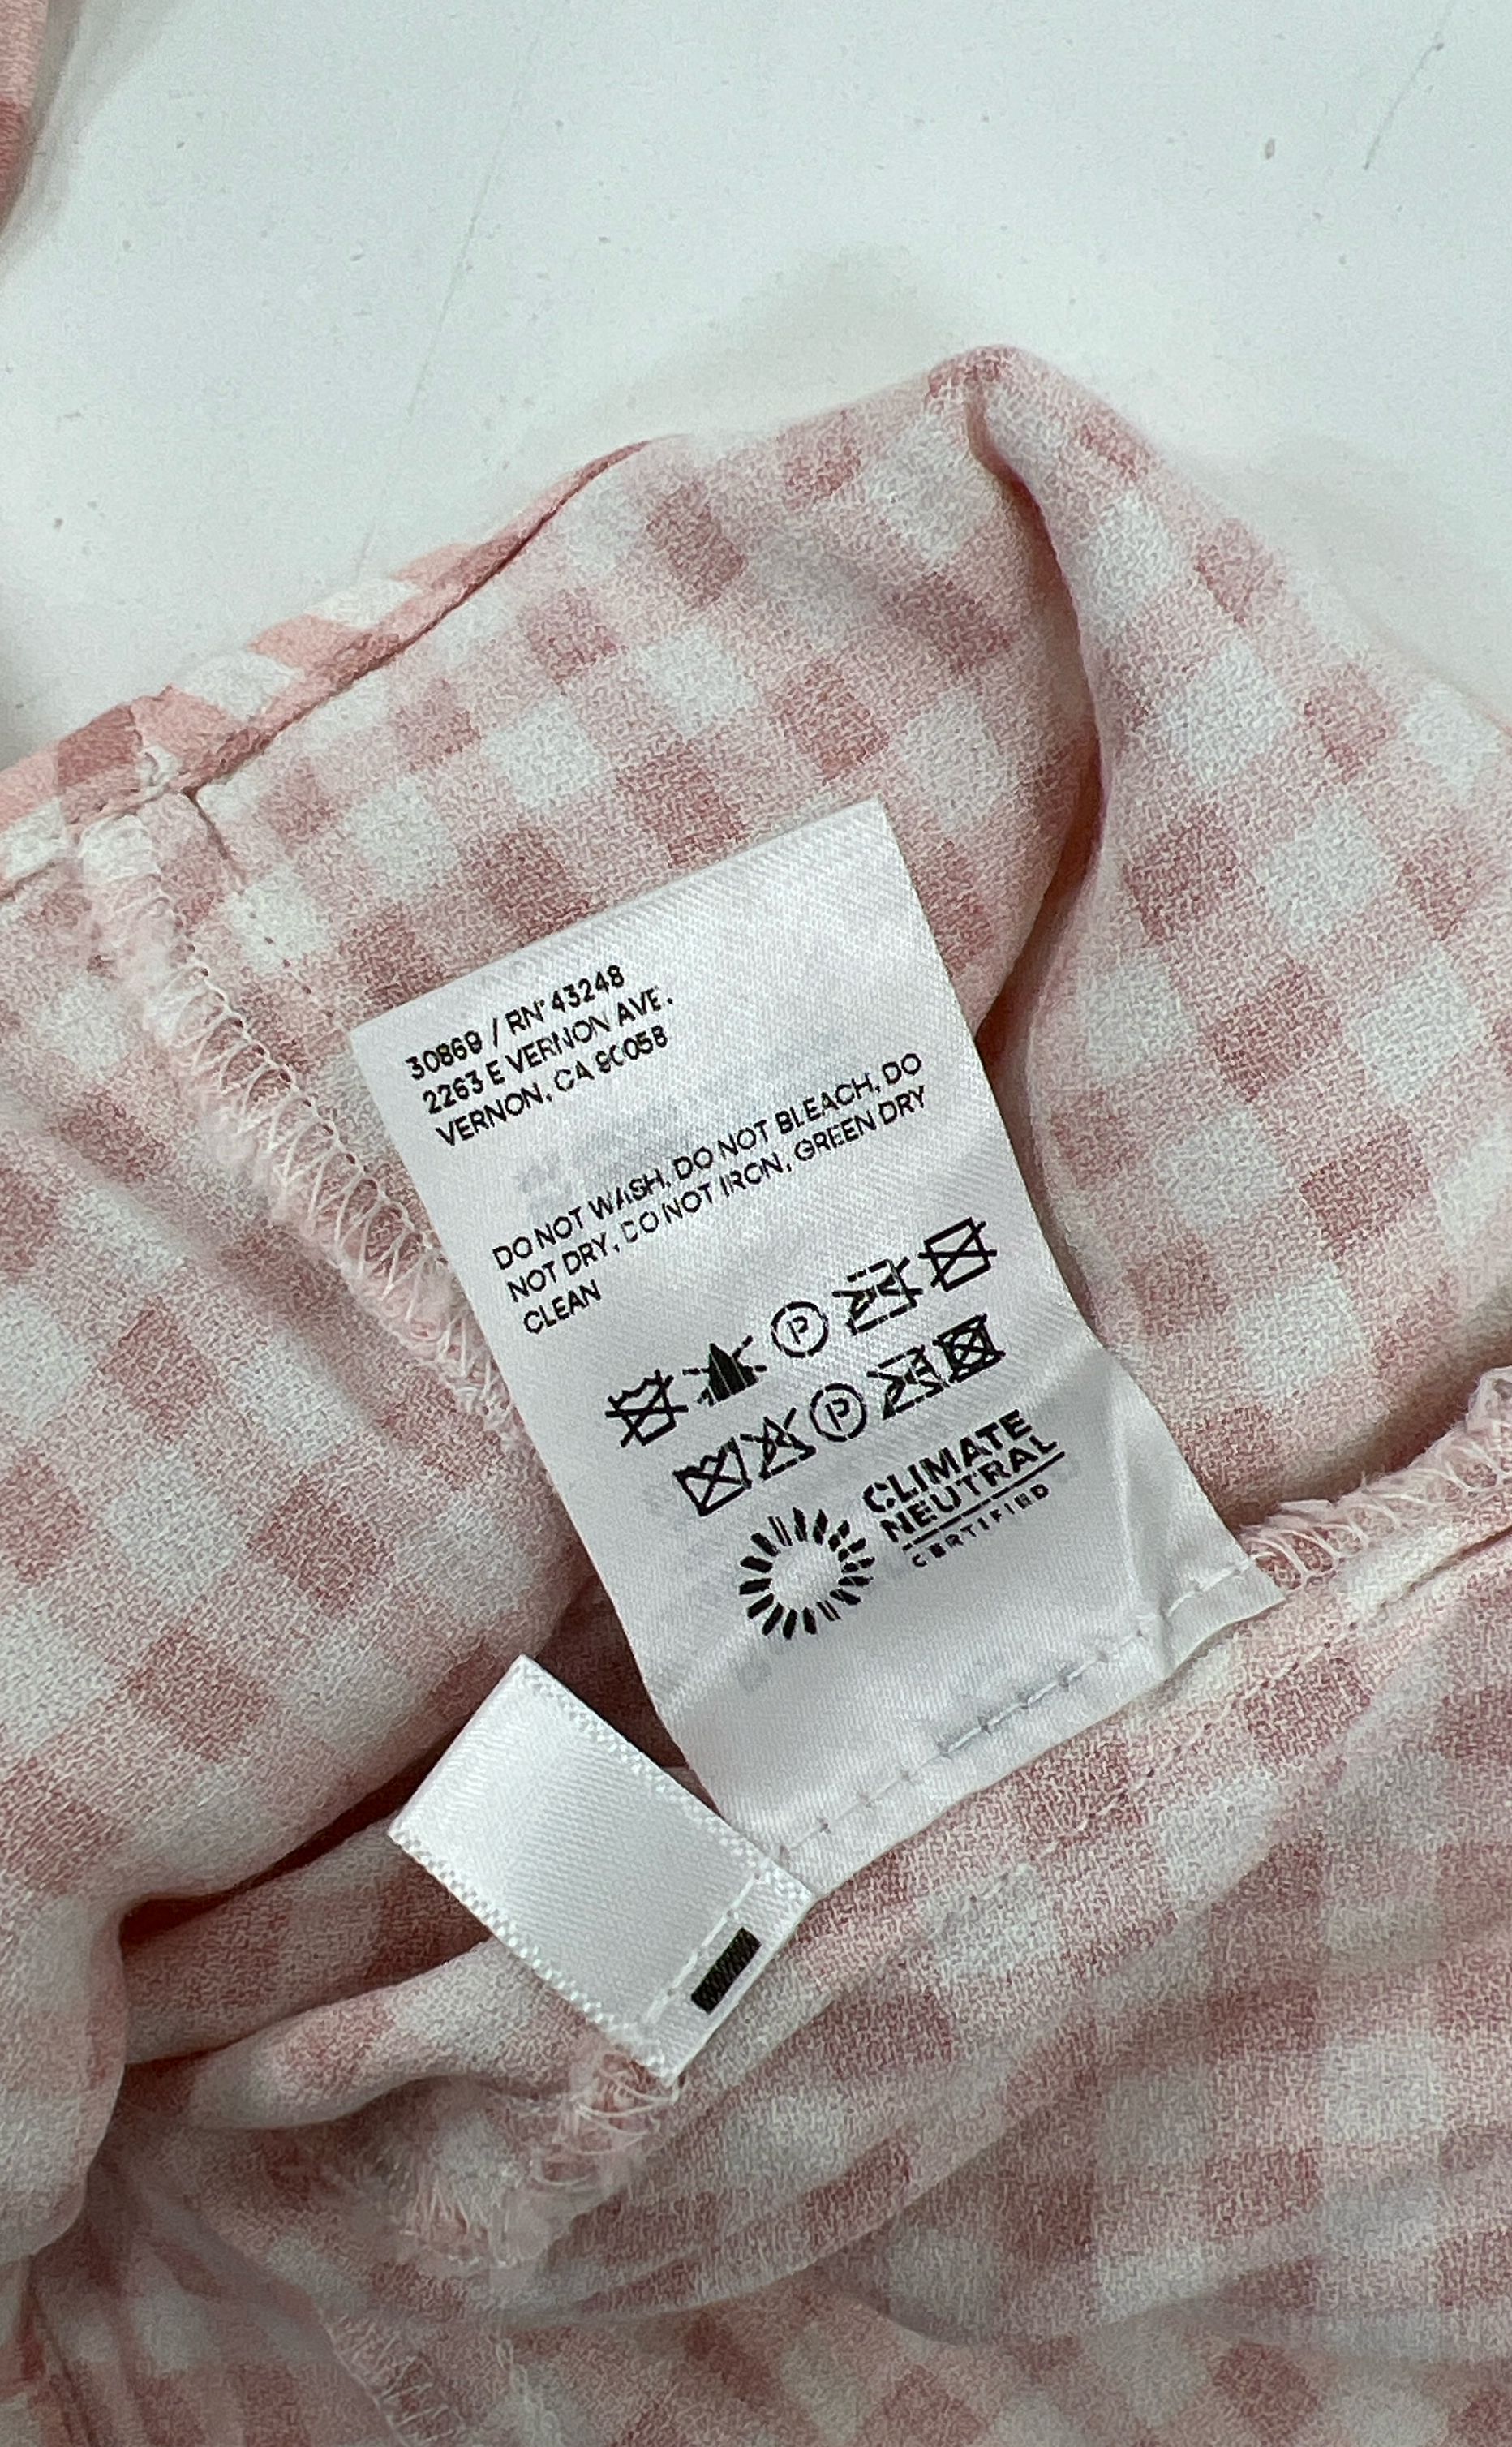 30869 / RN*43248
2263 E VERNON AVE.
VERNON, CA 90058
DO NOT WASH, DO NOT BLEACH, DO
NOT DRY, DO NOT IRON, GREEN DRY
CLEAN
P
P
CLIMATE
NEUTRAL
CERTIFIED